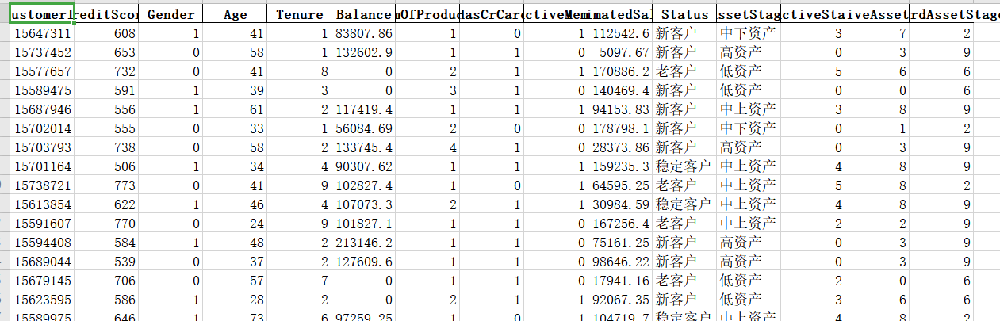 ustomerI reditScor Gender Age Tenure Balance nOfProduc HasCrCard ctiveMem imatedSal Status ssetStag ctiveSta iveAsset rdAssetStage
15647311 608 1 41 1 83807.86 1 0 1 112542.6 新客户 中下资产 3 7 2
15737452 653 0 58 1 132602.9 1 1 0 5097.67 新客户 高资产 0 3 9
15577657 732 0 41 8 0 2 1 1 170886.2 老客户 低资产 5 6 6
15589475 591 1 39 3 0 3 1 0 140469.4 新客户 低资产 0 0 6
15687946 556 1 61 2 117419.4 1 1 1 94153.83 新客户 中上资产 3 8 9
15702014 555 0 33 1 56084.69 2 0 0 178798.1 新客户 中下资产 0 1 2
15703793 738 0 58 2 133745.4 4 1 0 28373.86 新客户 高资产 0 3 9
15701164 506 1 34 4 90307.62 1 1 1 159235.3 稳定客户 中上资产 4 8 9
15738721 773 0 41 9 102827.4 1 0 1 64595.25 老客户 中上资产 5 8 2
15613854 622 1 46 4 107073.3 2 1 1 30984.59 稳定客户 中上资产 4 8 9
15591607 770 0 24 9 101827.1 1 1 0 167256.4 老客户 中上资产 2 2 9
15594408 584 1 48 2 213146.2 1 1 0 75161.25 新客户 高资产 0 3 9
15689044 539 0 37 2 127609.6 1 1 0 98646.22 新客户 高资产 0 3 9
15679145 706 0 57 7 0 1 1 0 17941.16 老客户 低资产 2 0 6
15623595 586 1 28 2 0 2 1 1 92067.35 新客户 低资产 3 6 6
15589975 646 1 73 6 97259.25 1 0 1 104719.7 稳定客户 中上资产 4 8 2